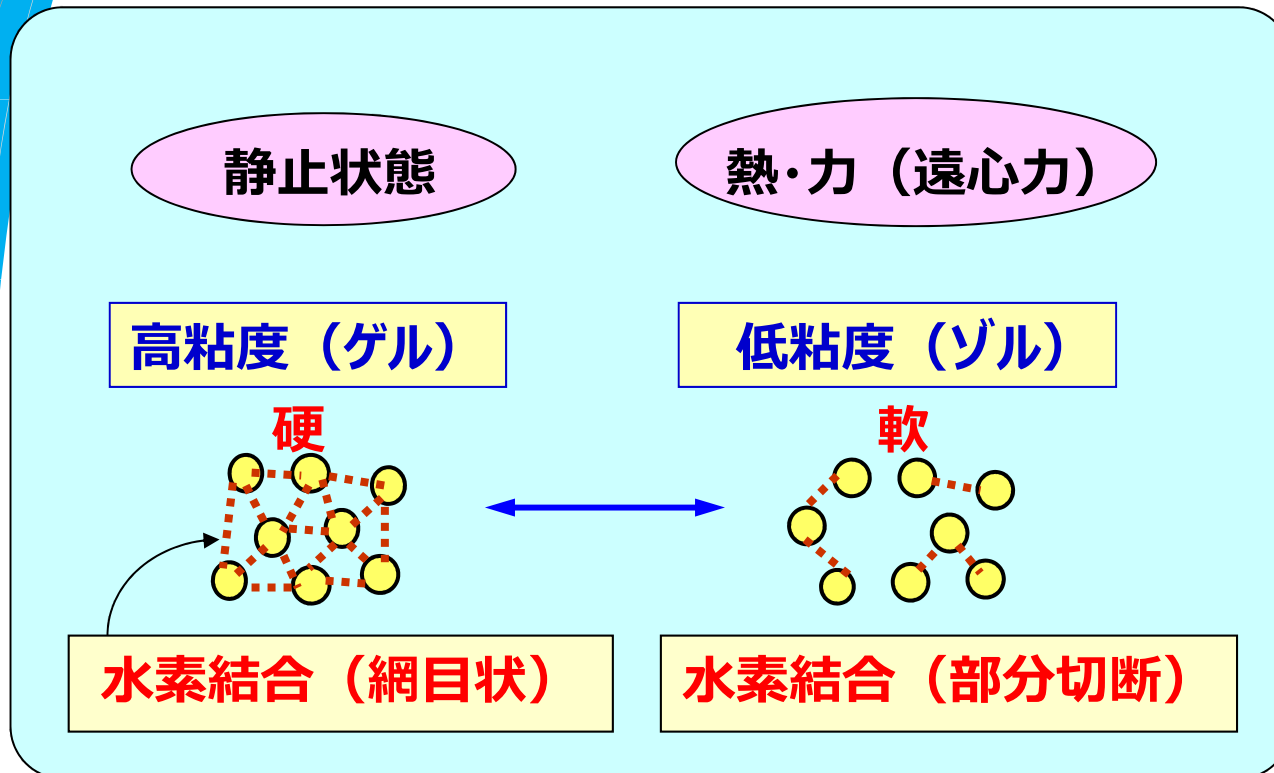 静止状態
熱・力（遠心力）
高粘度（ゲル）
低粘度（ゾル）
硬
軟
水素結合（網目状）
水素結合（部分切断）